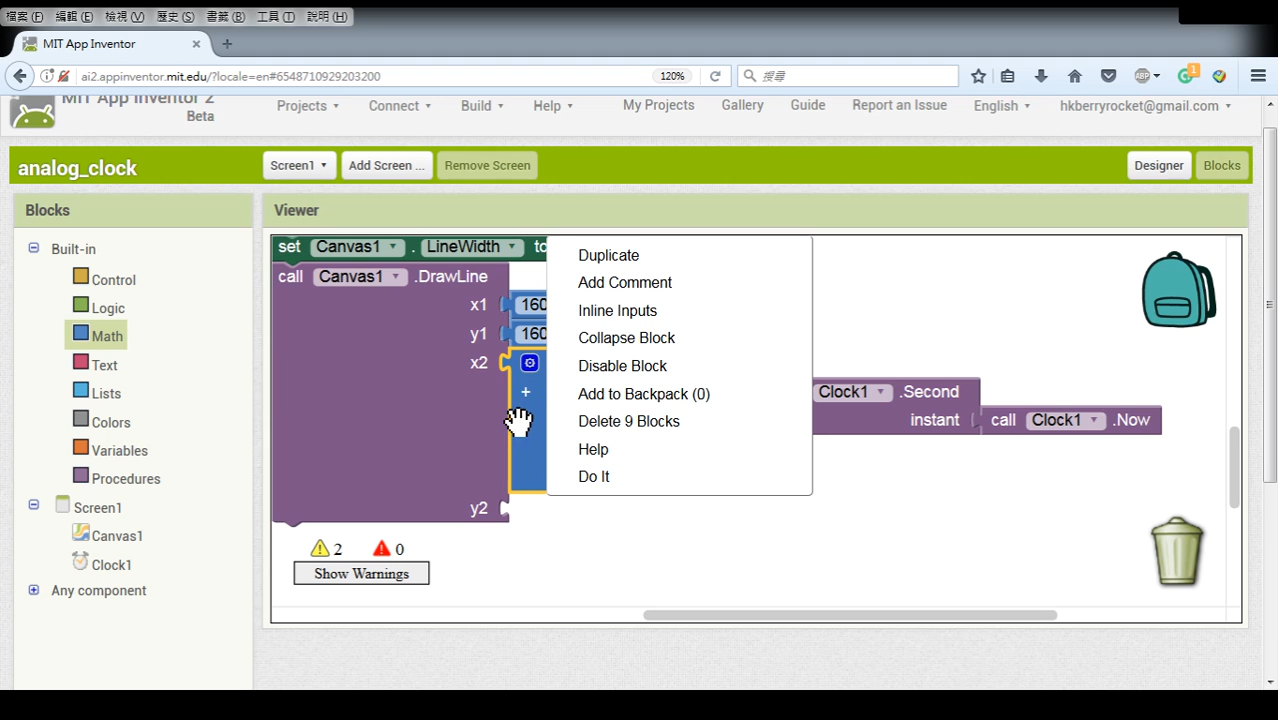 檔案 (F) 編輯 (E) 檢視 (V) 歷史 (S) 書籤 (B) 工具 (T) 說明 (H)
MIT App Inventor × +
ai2.appinventor.mit.edu/?locale=en#6548710929203200 120% 搜尋 ABP 1
MIT App Inventor 2
Beta
Projects Connect Build Help My Projects Gallery Guide Report an Issue English hkberryrocket@gmail.com
analog_clock Screen1 Add Screen ... Remove Screen Designer Blocks
Blocks
Built-in
Control
Logic
Math
Text
Lists
Colors
Variables
Procedures
Screen1
Canvas1
Clock1
Any component
Viewer
set Canvas1 . LineWidth to
call Canvas1 .DrawLine
x1 160
y1 160
x2
+
y2
Duplicate
Add Comment
Inline Inputs
Collapse Block
Disable Block
Add to Backpack (0)
Delete 9 Blocks
Help
Do It
Clock1 .Second
instant call Clock1 .Now
2 0
Show Warnings